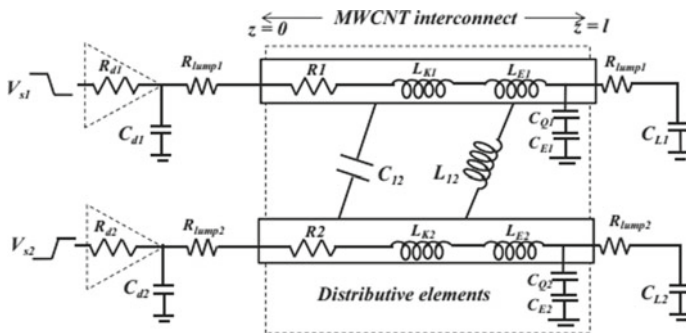 z = 0
MWCNT interconnect
z = l
V_s1
R_d1
C_d1
R_lump1
R1
L_K1
L_E1
C_Q1
C_E1
R_lump1
C_L1
C_12
L_12
V_s2
R_d2
C_d2
R_lump2
R2
L_K2
L_E2
C_Q2
C_E2
R_lump2
C_L2
Distributive elements